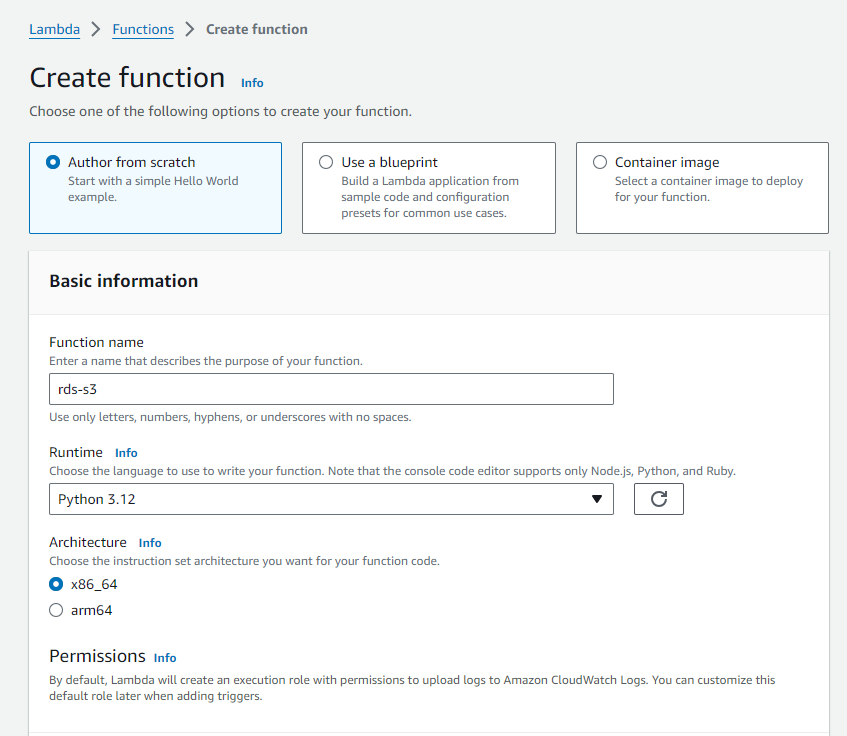 Lambda > Functions > Create function
Create function Info
Choose one of the following options to create your function.
Author from scratch
Start with a simple Hello World
example.
Use a blueprint
Build a Lambda application from
sample code and configuration
presets for common use cases.
Container image
Select a container image to deploy
for your function.
Basic information
Function name
Enter a name that describes the purpose of your function.
rds-s3
Use only letters, numbers, hyphens, or underscores with no spaces.
Runtime Info
Choose the language to use to write your function. Note that the console code editor supports only Node.js, Python, and Ruby.
Python 3.12
Architecture Info
Choose the instruction set architecture you want for your function code.
x86_64
arm64
Permissions Info
By default, Lambda will create an execution role with permissions to upload logs to Amazon CloudWatch Logs. You can customize this
default role later when adding triggers.